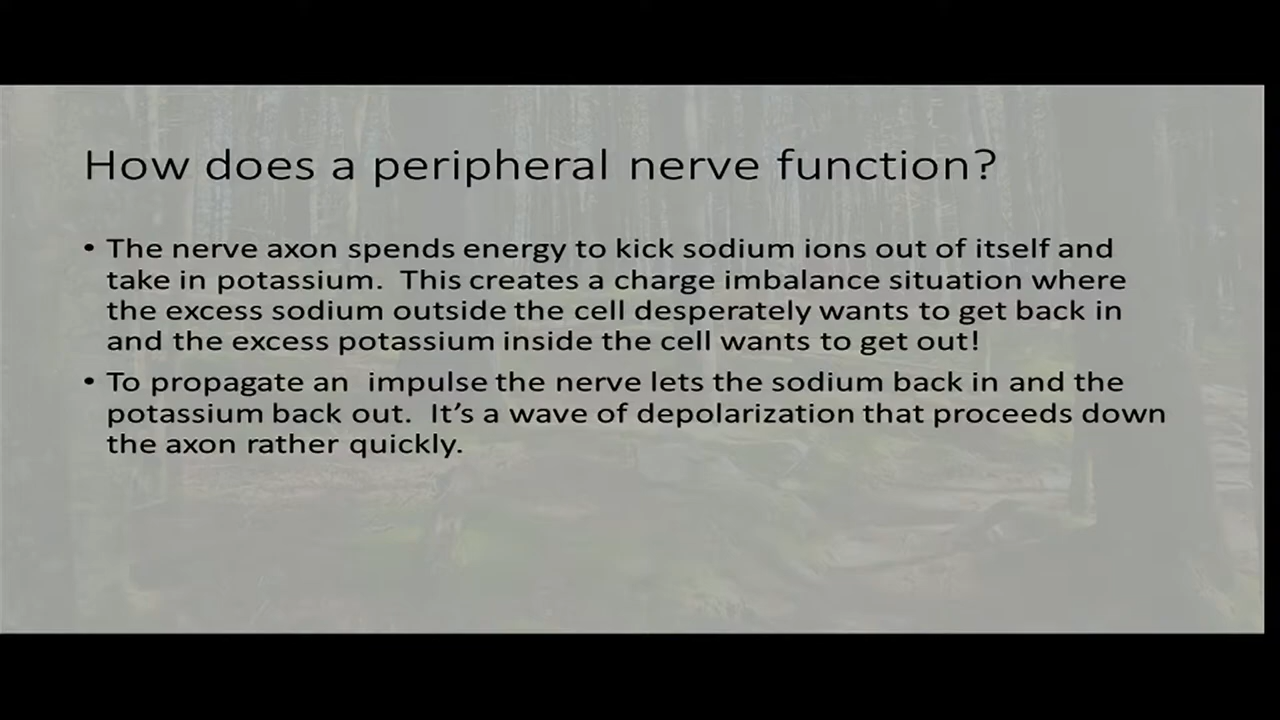 How does a peripheral nerve function?
• The nerve axon spends energy to kick sodium ions out of itself and
take in potassium.  This creates a charge imbalance situation where
the excess sodium outside the cell desperately wants to get back in
and the excess potassium inside the cell wants to get out!
• To propagate an  impulse the nerve lets the sodium back in and the
potassium back out.  It's a wave of depolarization that proceeds down
the axon rather quickly.